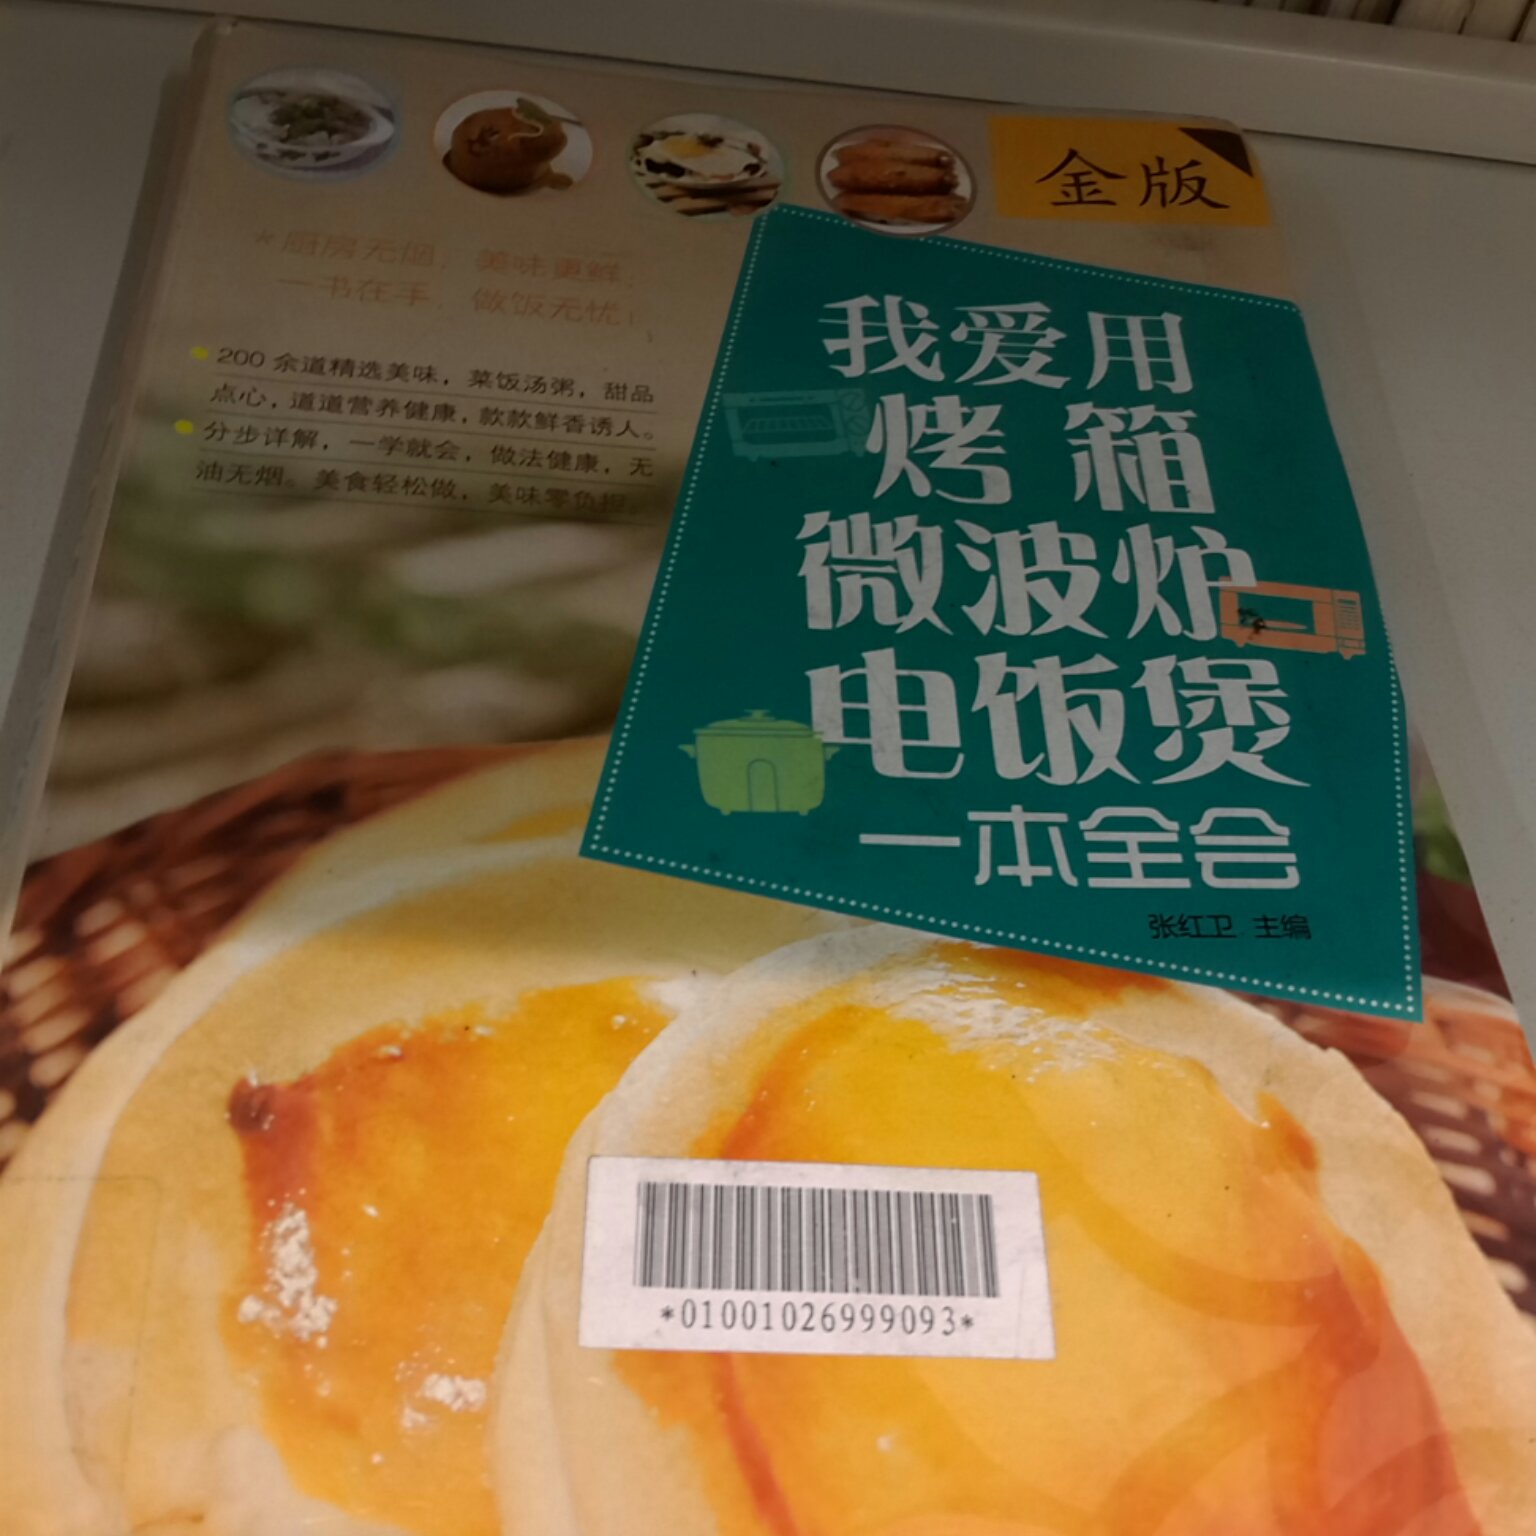 金版
* 厨房无烟，美味更鲜；
一书在手，做饭无忧！
200 余道精选美味，菜饭汤粥，甜品
点心，道道营养健康，款款鲜香诱人。
分步详解，一学就会，做法健康，无
油无烟。美食轻松做，美味零负担。
我爱用
烤箱
微波炉
电饭煲
一本全会
张红卫 主编
*01001026999093*